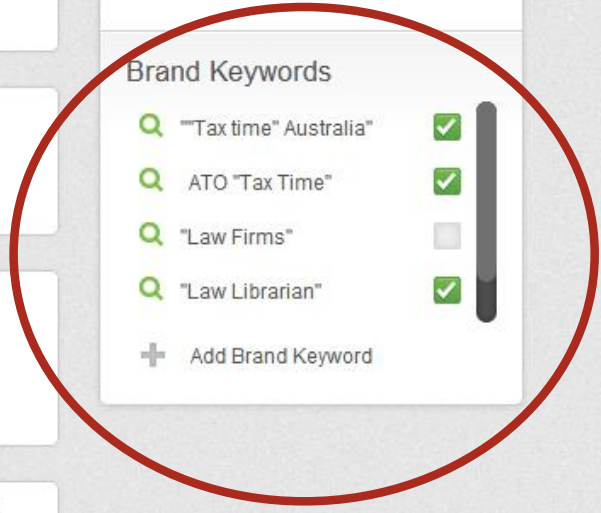 Brand Keywords
""Tax time" Australia"
ATO "Tax Time"
"Law Firms"
"Law Librarian"
Add Brand Keyword